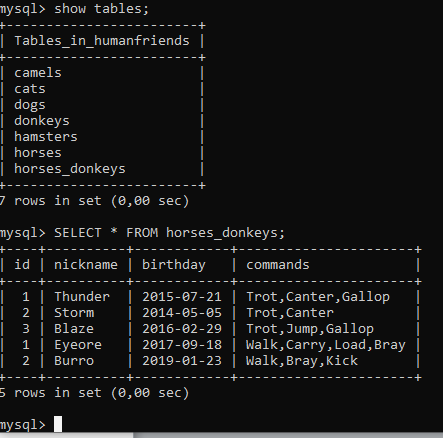 mysql> show tables;
+------------------------+
| Tables_in_humanfriends |
+------------------------+
| camels                 |
| cats                   |
| dogs                   |
| donkeys                |
| hamsters               |
| horses                 |
| horses_donkeys         |
+------------------------+
7 rows in set (0,00 sec)
mysql> SELECT * FROM horses_donkeys;
+----+----------+------------+----------------------+
| id | nickname | birthday   | commands             |
+----+----------+------------+----------------------+
|  1 | Thunder  | 2015-07-21 | Trot,Canter,Gallop   |
|  2 | Storm    | 2014-05-05 | Trot,Canter          |
|  3 | Blaze    | 2016-02-29 | Trot,Jump,Gallop     |
|  1 | Eyeore   | 2017-09-18 | Walk,Carry,Load,Bray |
|  2 | Burro    | 2019-01-23 | Walk,Bray,Kick       |
+----+----------+------------+----------------------+
5 rows in set (0,00 sec)
mysql>